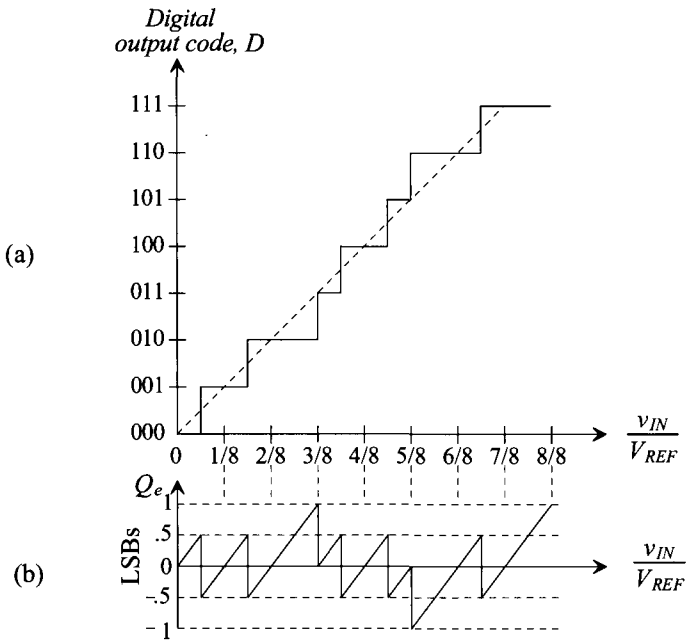 Digital
output code, D
111
110
101
100
011
010
001
000
(a)
0 1/8 2/8 3/8 4/8 5/8 6/8 7/8 8/8
v_IN
V_REF
Q_e
LSBs
1
.5
0
-.5
-1
(b)
v_IN
V_REF